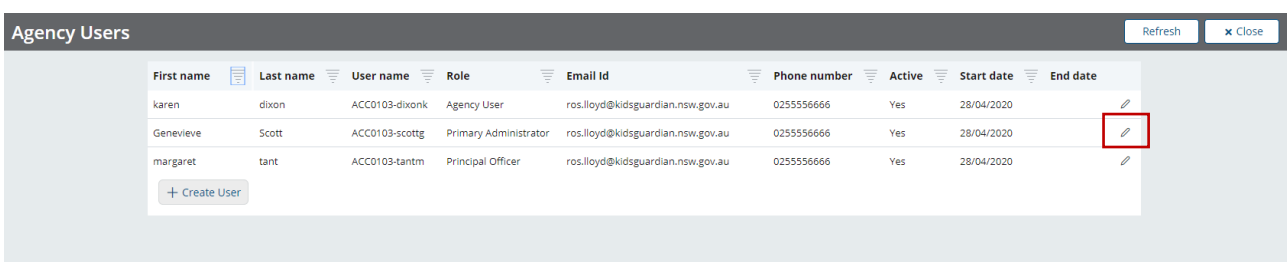 Agency Users Refresh × Close
First name Last name User name Role Email Id Phone number Active Start date End date
karen dixon ACC0103-dixonk Agency User ros.lloyd@kidsguardian.nsw.gov.au 0255556666 Yes 28/04/2020
Genevieve Scott ACC0103-scottg Primary Administrator ros.lloyd@kidsguardian.nsw.gov.au 0255556666 Yes 28/04/2020
margaret tant ACC0103-tantm Principal Officer ros.lloyd@kidsguardian.nsw.gov.au 0255556666 Yes 28/04/2020
+ Create User